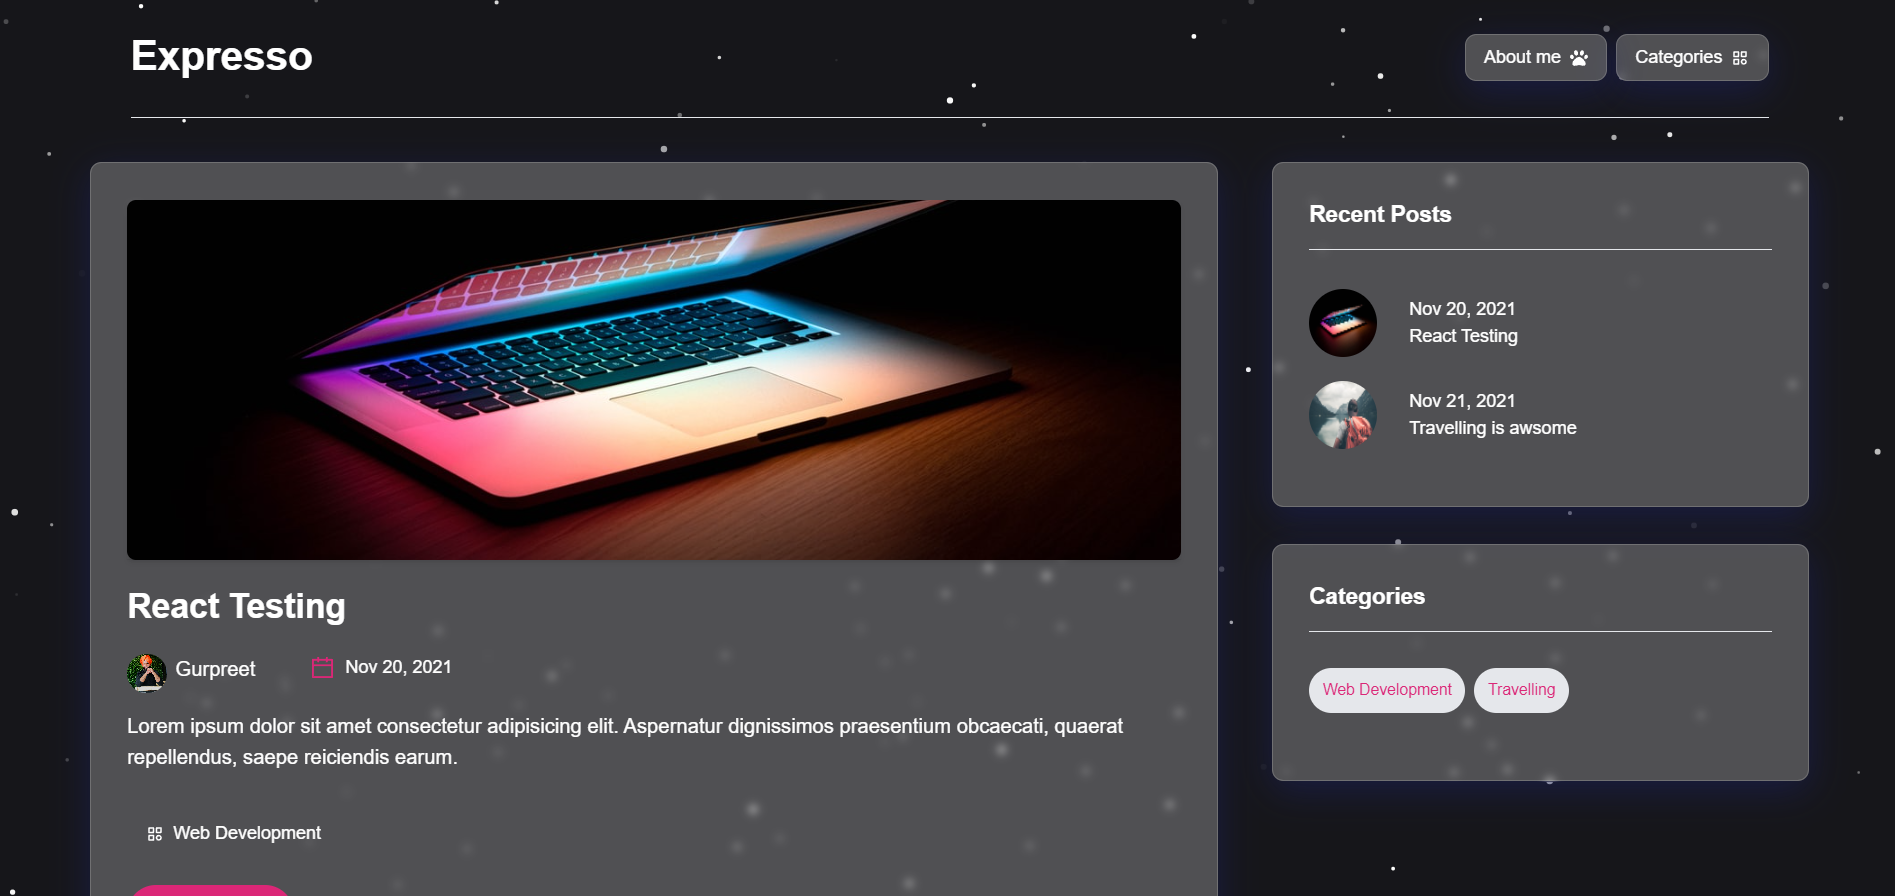 Expresso
About me
Categories
React Testing
Gurpreet
Nov 20, 2021
Lorem ipsum dolor sit amet consectetur adipisicing elit. Aspernatur dignissimos praesentium obcaecati, quaerat
repellendus, saepe reiciendis earum.
Web Development
Recent Posts
Nov 20, 2021
React Testing
Nov 21, 2021
Travelling is awsome
Categories
Web Development
Travelling